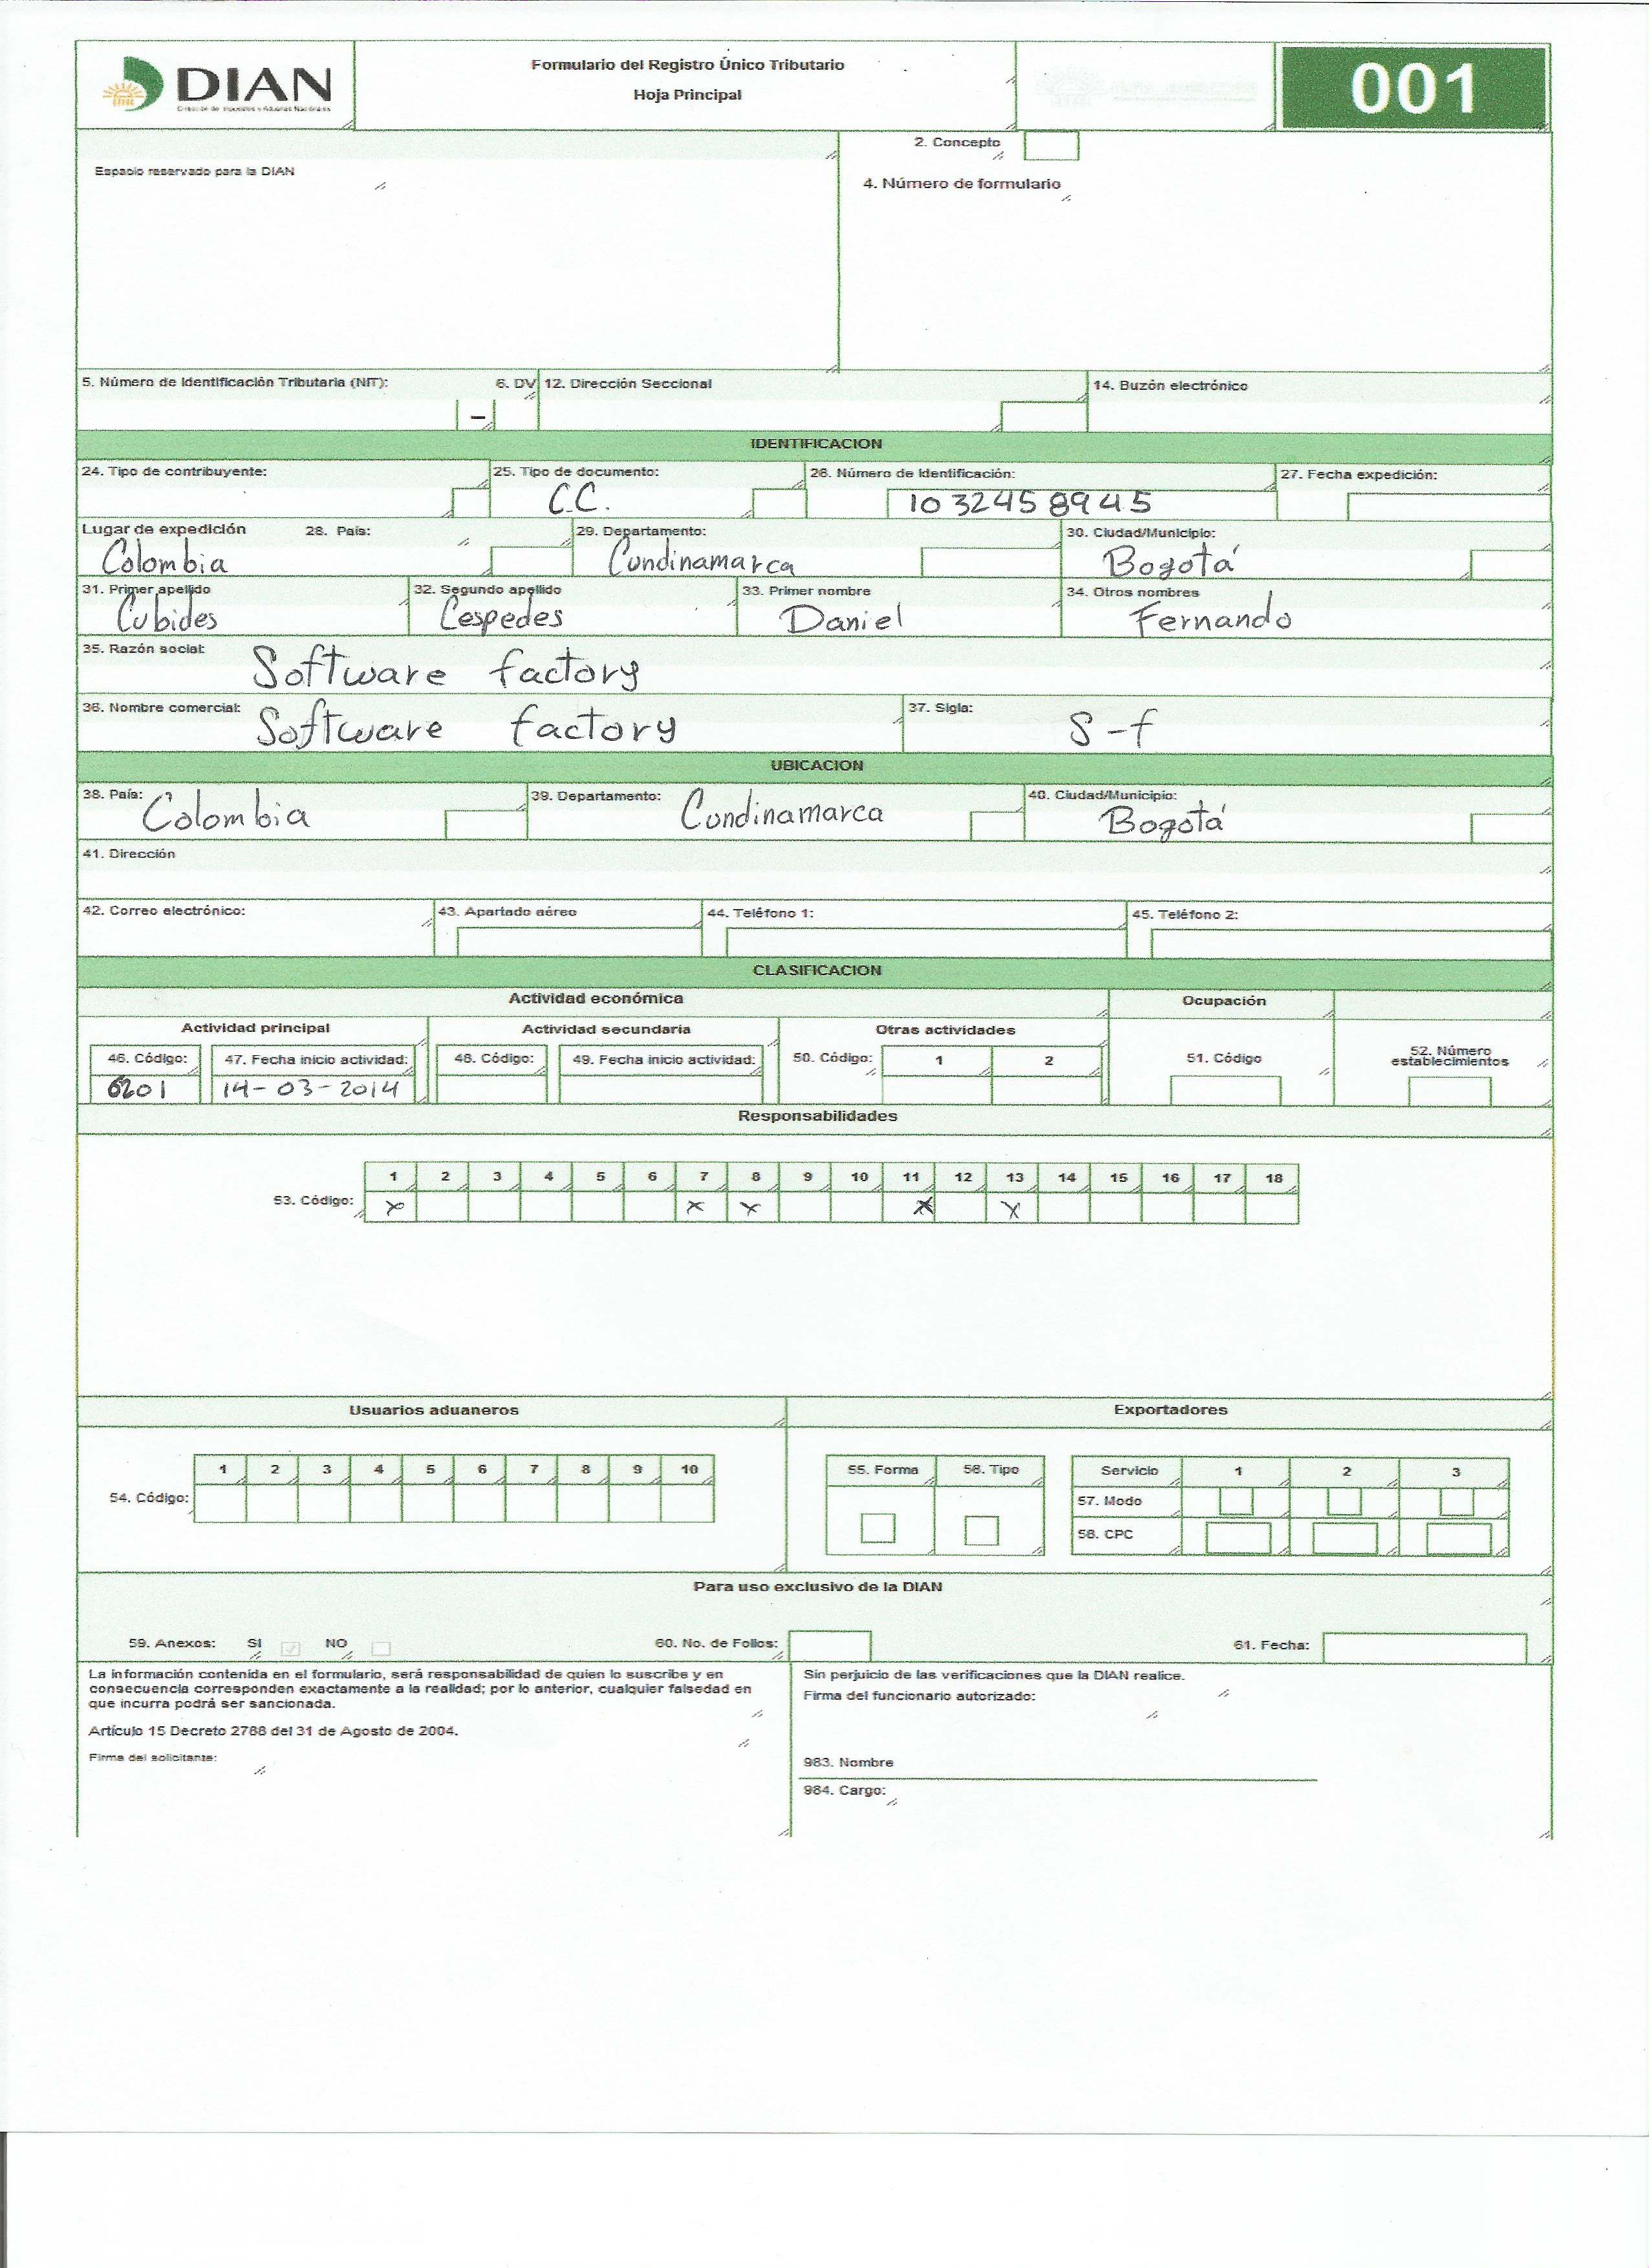 DIAN
Dirección de Impuestos y Aduanas Nacionales
Formulario del Registro Único Tributario
Hoja Principal
001
Espacio reservado para la DIAN
2. Concepto
4. Número de formulario
5. Número de Identificación Tributaria (NIT): 6. DV 12. Dirección Seccional 14. Buzón electrónico
-
IDENTIFICACION
24. Tipo de contribuyente: 25. Tipo de documento: 26. Número de Identificación: 27. Fecha expedición:
C.C. 1032458945
Lugar de expedición 28. País: 29. Departamento: 30. Ciudad/Municipio:
Colombia Cundinamarca Bogotá
31. Primer apellido 32. Segundo apellido 33. Primer nombre 34. Otros nombres
Cubides Cespedes Daniel Fernando
35. Razón social: Software factory
36. Nombre comercial: Software factory 37. Sigla: S-f
UBICACION
38. País: Colombia 39. Departamento: Cundinamarca 40. Ciudad/Municipio: Bogotá
41. Dirección
42. Correo electrónico: 43. Apartado aéreo 44. Teléfono 1: 45. Teléfono 2:
CLASIFICACION
Actividad económica Ocupación
Actividad principal Actividad secundaria Otras actividades
46. Código: 47. Fecha inicio actividad: 48. Código: 49. Fecha inicio actividad: 50. Código: 1 2 51. Código 52. Número establecimientos
6201 14-03-2014
Responsabilidades
1 2 3 4 5 6 7 8 9 10 11 12 13 14 15 16 17 18
53. Código: x x x x x
Usuarios aduaneros Exportadores
1 2 3 4 5 6 7 8 9 10
54. Código:
55. Forma 56. Tipo Servicio 1 2 3
57. Modo
58. CPC
Para uso exclusivo de la DIAN
59. Anexos: SI NO 60. No. de Folios: 61. Fecha:
La información contenida en el formulario, será responsabilidad de quien lo suscribe y en
consecuencia corresponden exactamente a la realidad; por lo anterior, cualquier falsedad en
que incurra podrá ser sancionada.
Artículo 15 Decreto 2788 del 31 de Agosto de 2004.
Firma del solicitante:
Sin perjuicio de las verificaciones que la DIAN realice.
Firma del funcionario autorizado:
983. Nombre
984. Cargo: